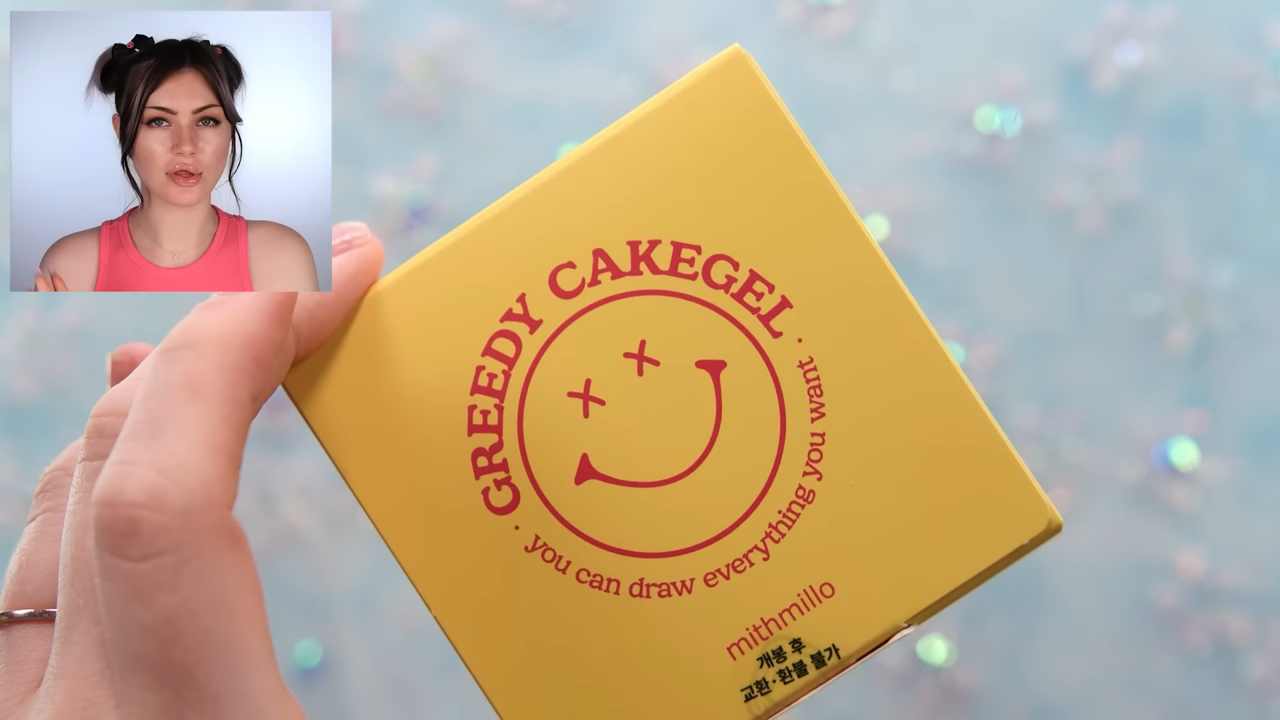 GREEDY CAKEGEL
· you can draw everything you want ·
mithmillo
개봉 후
교환·환불 불가